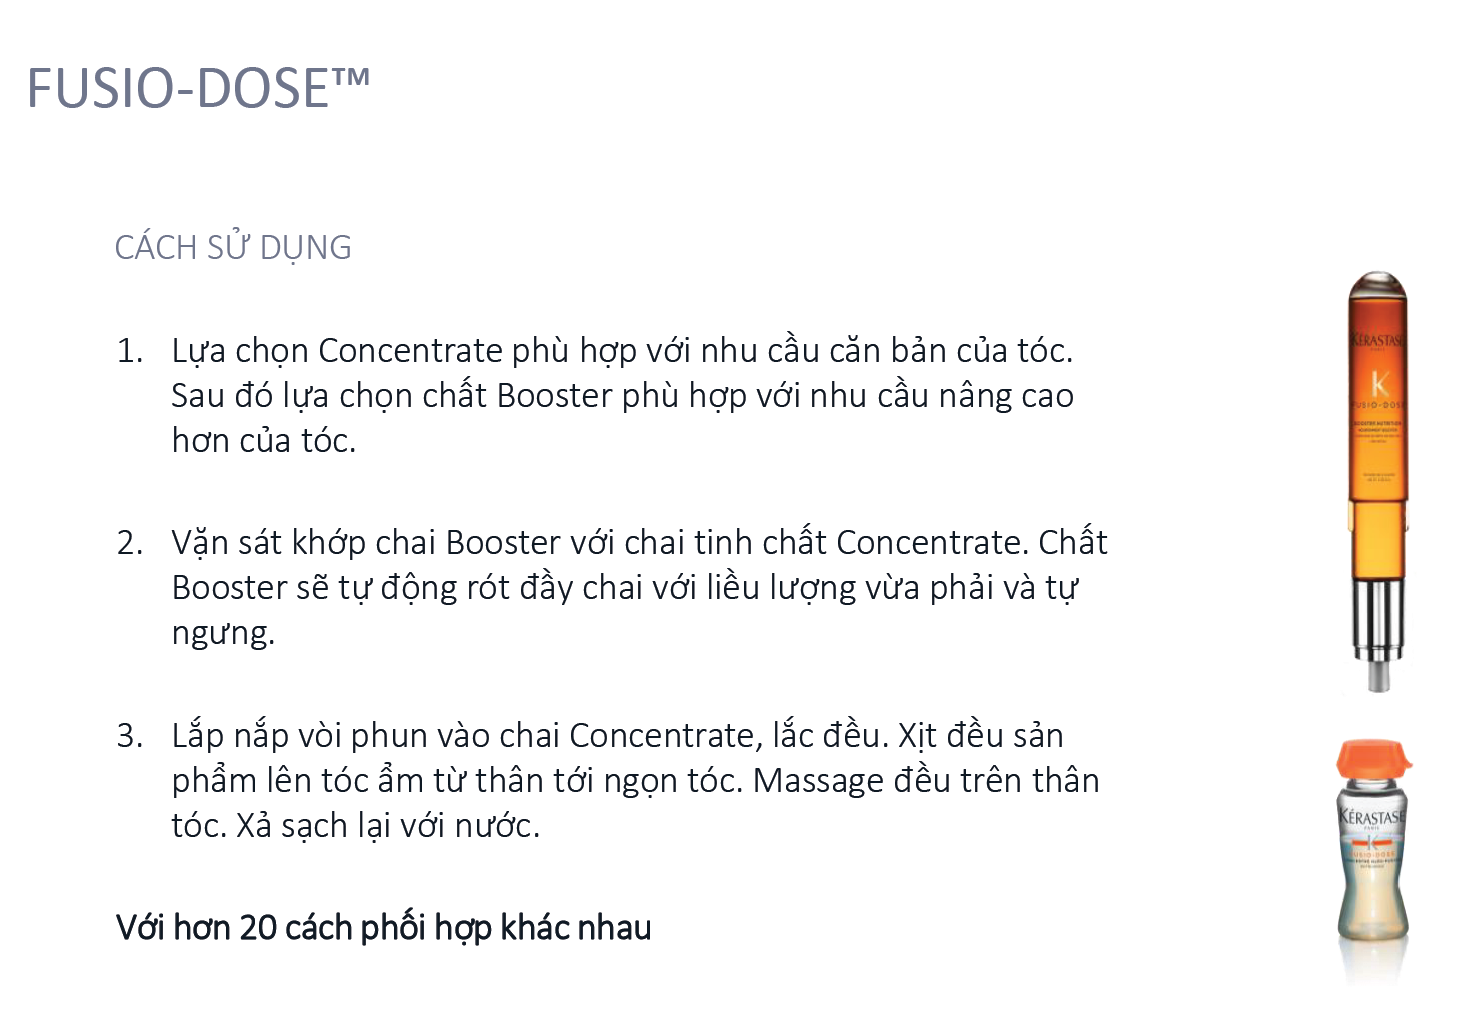 FUSIO-DOSE™
CÁCH SỬ DỤNG
1. Lựa chọn Concentrate phù hợp với nhu cầu căn bản của tóc.
Sau đó lựa chọn chất Booster phù hợp với nhu cầu nâng cao
hơn của tóc.
2. Vặn sát khớp chai Booster với chai tinh chất Concentrate. Chất
Booster sẽ tự động rót đầy chai với liều lượng vừa phải và tự
ngưng.
3. Lắp nắp vòi phun vào chai Concentrate, lắc đều. Xịt đều sản
phẩm lên tóc ẩm từ thân tới ngọn tóc. Massage đều trên thân
tóc. Xả sạch lại với nước.
Với hơn 20 cách phối hợp khác nhau
KÉRASTASE
PARIS
K
FUSIO-DOSE
BOOSTER NUTRITION
KÉRASTASE
PARIS
K
FUSIO-DOSE